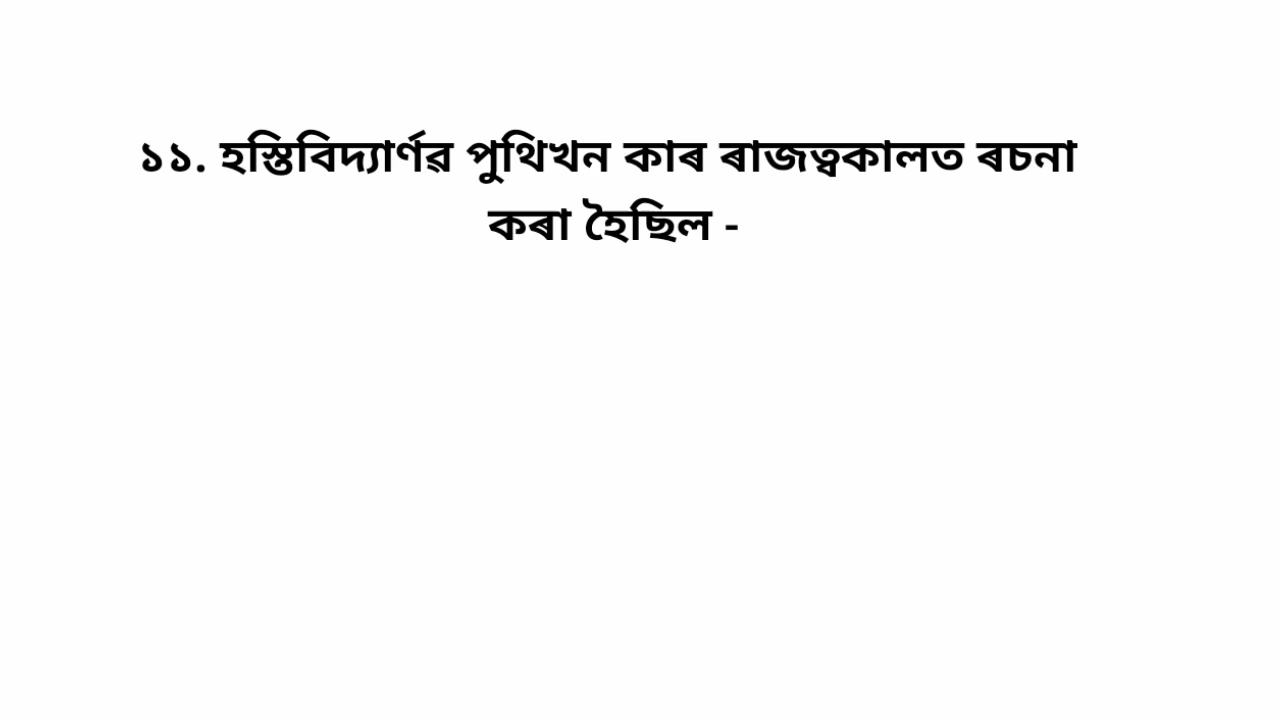 ১১. হস্তিবিদ্যাৰ্ণৱ পুথিখন কাৰ ৰাজত্বকালত ৰচনা
কৰা হৈছিল -